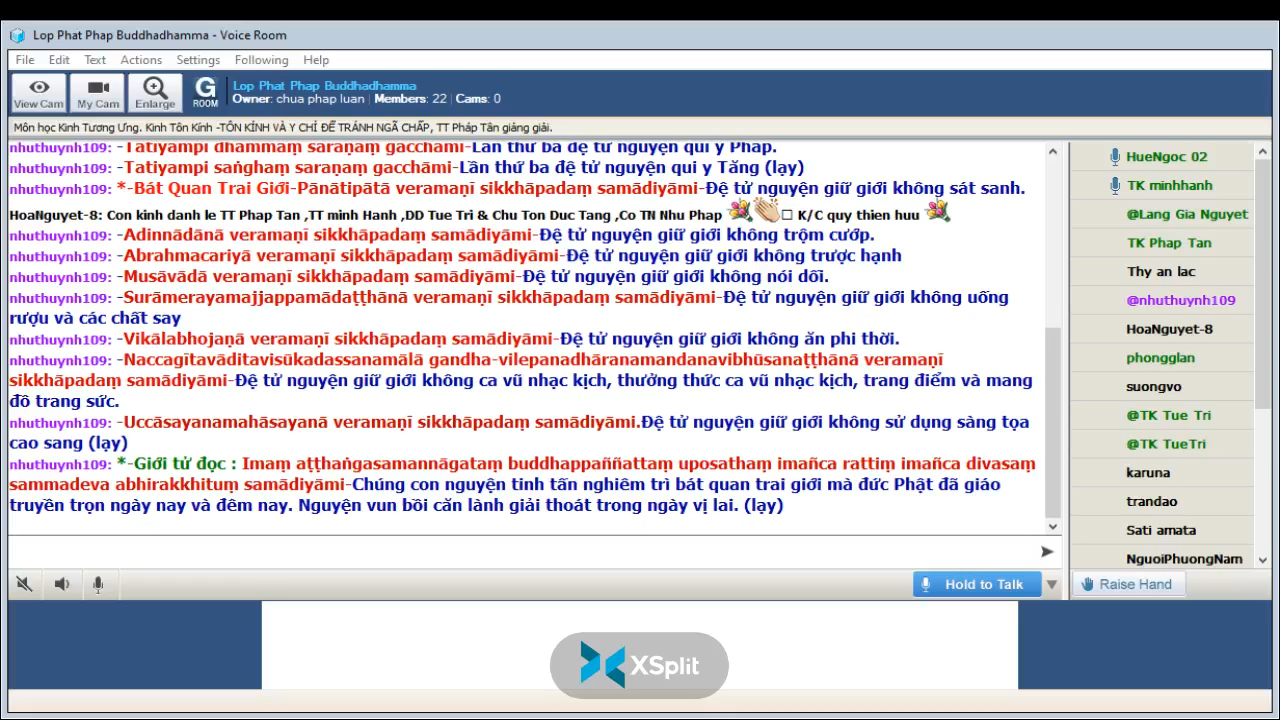 Lop Phat Phap Buddhadhamma - Voice Room
File Edit Text Actions Settings Following Help
View Cam My Cam Enlarge G ROOM
Lop Phat Phap Buddhadhamma
Owner: chua phap luan | Members: 22 | Cams: 0
Môn học Kinh Tương Ưng. Kinh Tôn Kính -TÔN KÍNH VÀ Y CHỈ ĐỂ TRÁNH NGÃ CHẤP, TT Pháp Tân giảng giải.
nhuthuynh109: -Tatiyampi dhammaṃ saraṇaṃ gacchāmi-Lần thứ ba đệ tử nguyện qui y Pháp.
nhuthuynh109: -Tatiyampi saṅghaṃ saraṇaṃ gacchāmi-Lần thứ ba đệ tử nguyện qui y Tăng (lạy)
nhuthuynh109: *-Bát Quan Trai Giới-Pānātipātā veramaṇī sikkhāpadaṃ samādiyāmi-Đệ tử nguyện giữ giới không sát sanh.
HoaNguyet-8: Con kinh danh le TT Phap Tan ,TT minh Hanh ,DD Tue Tri & Chu Ton Duc Tang ,Co TN Nhu Phap 💐👏□ K/C quy thien huu 💐
nhuthuynh109: -Adinnādānā veramaṇī sikkhāpadaṃ samādiyāmi-Đệ tử nguyện giữ giới không trộm cướp.
nhuthuynh109: -Abrahmacariyā veramaṇī sikkhāpadaṃ samādiyāmi-Đệ tử nguyện giữ giới không trược hạnh
nhuthuynh109: -Musāvādā veramaṇī sikkhāpadaṃ samādiyāmi-Đệ tử nguyện giữ giới không nói dối.
nhuthuynh109: -Surāmerayamajjappamādaṭṭhānā veramaṇī sikkhāpadaṃ samādiyāmi-Đệ tử nguyện giữ giới không uống
rượu và các chất say
nhuthuynh109: -Vikālabhojaṇā veramaṇī sikkhāpadaṃ samādiyāmi-Đệ tử nguyện giữ giới không ăn phi thời.
nhuthuynh109: -Naccagītavāditavisūkadassanamālā gandha-vilepanadhāranamandanavibhūsanaṭṭhānā veramaṇī
sikkhāpadaṃ samādiyāmi-Đệ tử nguyện giữ giới không ca vũ nhạc kịch, thưởng thức ca vũ nhạc kịch, trang điểm và mang
đồ trang sức.
nhuthuynh109: -Uccāsayanamahāsayanā veramaṇī sikkhāpadaṃ samādiyāmi.Đệ tử nguyện giữ giới không sử dụng sàng tọa
cao sang (lạy)
nhuthuynh109: *-Giới tử đọc : Imaṃ aṭṭhaṅgasamannāgataṃ buddhappaññattaṃ uposathaṃ imañca rattiṃ imañca divasaṃ
sammadeva abhirakkhituṃ samādiyāmi-Chúng con nguyện tinh tấn nghiêm trì bát quan trai giới mà đức Phật đã giáo
truyền trọn ngày nay và đêm nay. Nguyện vun bồi căn lành giải thoát trong ngày vị lai. (lạy)
HueNgoc 02
TK minhhanh
@Lang Gia Nguyet
TK Phap Tan
Thy an lac
@nhuthuynh109
HoaNguyet-8
phongglan
suongvo
@TK Tue Tri
@TK TueTri
karuna
trandao
Sati amata
NguoiPhuongNam
Hold to Talk
Raise Hand
XSplit